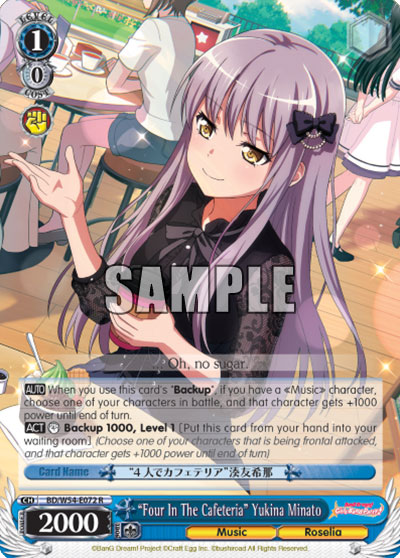 LEVEL
1
0
COST
SAMPLE
Oh, no sugar.
AUTO When you use this card's "Backup", if you have a «Music» character,
choose one of your characters in battle, and that character gets +1000
power until end of turn.
ACT Backup 1000, Level 1 [Put this card from your hand into your
waiting room] (Choose one of your characters that is being frontal attacked,
and that character gets +1000 power until end of turn)
Card Name
“4人でカフェテリア”湊友希那
CH
BD/W54-E072 R
“Four In The Cafeteria” Yukina Minato
2000
Music
Roselia
©BanG Dream! Project ©Craft Egg Inc. ©bushiroad All Rights Reserved.